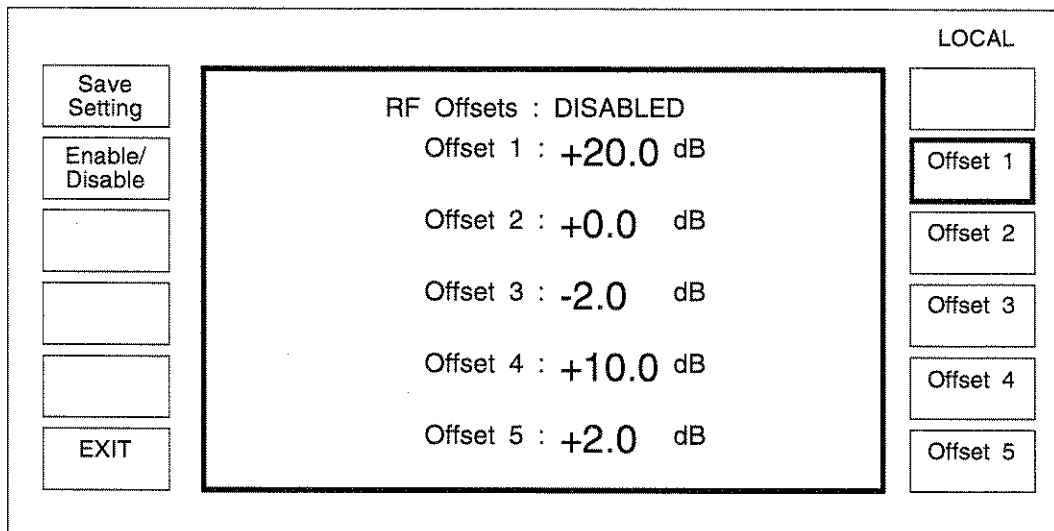 LOCAL
Save
Setting
Enable/
Disable
EXIT
RF Offsets : DISABLED
Offset 1 : +20.0 dB
Offset 2 : +0.0 dB
Offset 3 : -2.0 dB
Offset 4 : +10.0 dB
Offset 5 : +2.0 dB
Offset 1
Offset 2
Offset 3
Offset 4
Offset 5